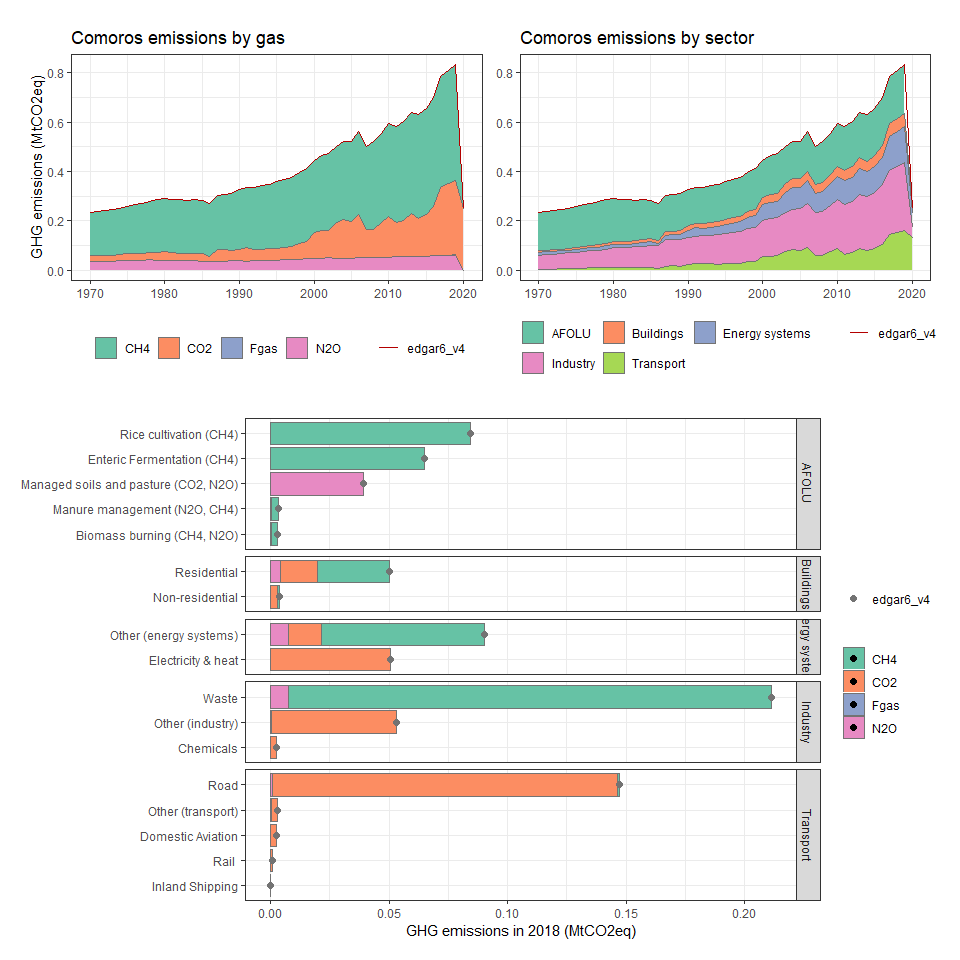 Comoros emissions by gas
GHG emissions (MtCO2eq)
0.8
0.6
0.4
0.2
0.0
1970 1980 1990 2000 2010 2020
CH4 CO2 Fgas N2O edgar6_v4
Comoros emissions by sector
0.8
0.6
0.4
0.2
0.0
1970 1980 1990 2000 2010 2020
AFOLU Buildings Energy systems edgar6_v4
Industry Transport
Rice cultivation (CH4)
Enteric Fermentation (CH4)
Managed soils and pasture (CO2, N2O)
Manure management (N2O, CH4)
Biomass burning (CH4, N2O)
AFOLU
Residential
Non-residential
Buildings
Other (energy systems)
Electricity & heat
ergy syste
Waste
Other (industry)
Chemicals
Industry
Road
Other (transport)
Domestic Aviation
Rail
Inland Shipping
Transport
0.00 0.05 0.10 0.15 0.20
GHG emissions in 2018 (MtCO2eq)
edgar6_v4
CH4
CO2
Fgas
N2O